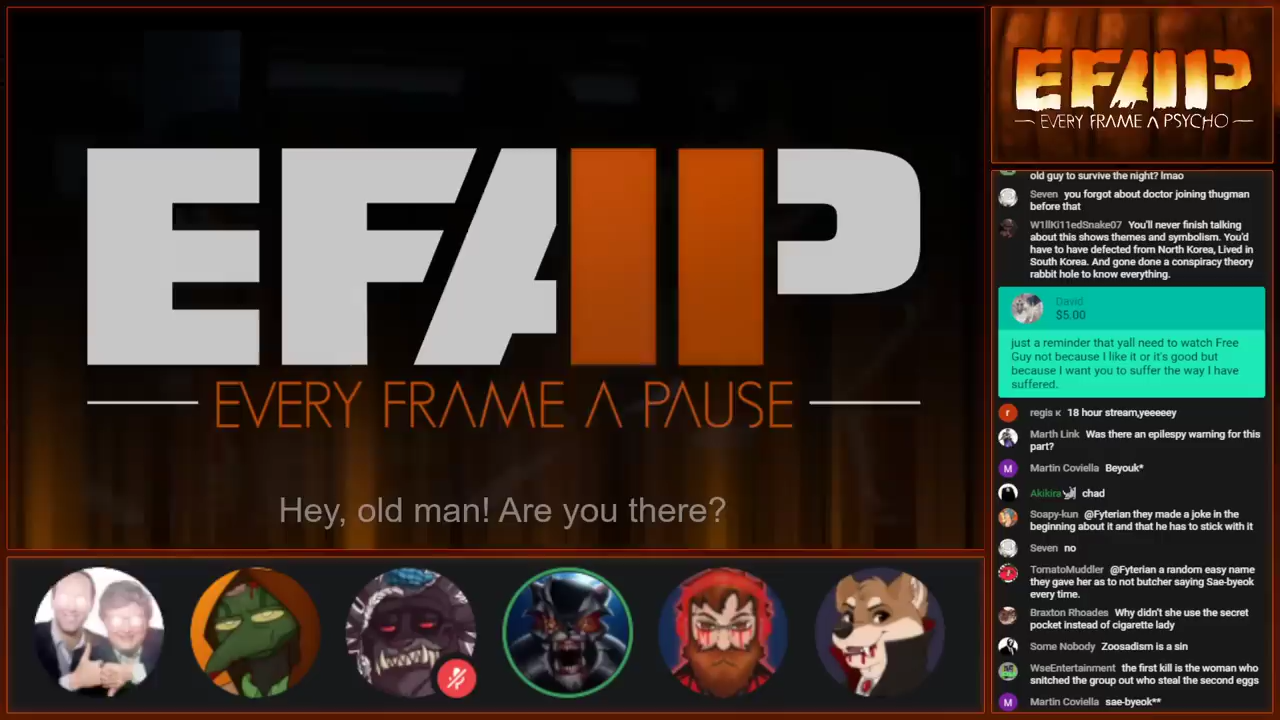 EFAP
EVERY FRAME A PAUSE
Hey, old man! Are you there?
EFAP
EVERY FRAME A PSYCHO
old guy to survive the night? lmao
Seven you forgot about doctor joining thugman
before that
W1llKi11edSnake07 You'll never finish talking
about this shows themes and symbolism. You'd
have to have defected from North Korea, Lived in
South Korea. And gone done a conspiracy theory
rabbit hole to know everything.
David
$5.00
just a reminder that yall need to watch Free
Guy not because I like it or it's good but
because I want you to suffer the way I have
suffered.
r regis κ 18 hour stream,yeeeeey
Marth Link Was there an epilespy warning for this
part?
M Martin Coviella Beyouk*
Akikira chad
Soapy-kun @Fyterian they made a joke in the
beginning about it and that he has to stick with it
Seven no
TomatoMuddler @Fyterian a random easy name
they gave her as to not butcher saying Sae-byeok
every time.
Braxton Rhoades Why didn't she use the secret
pocket instead of cigarette lady
Some Nobody Zoosadism is a sin
WseEntertainment the first kill is the woman who
snitched the group out who steal the second eggs
M Martin Coviella sae-byeok**